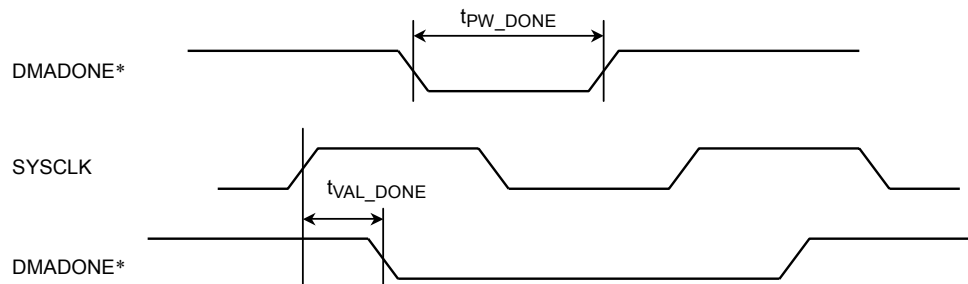 tPW_DONE
DMADONE*
SYSCLK
tVAL_DONE
DMADONE*